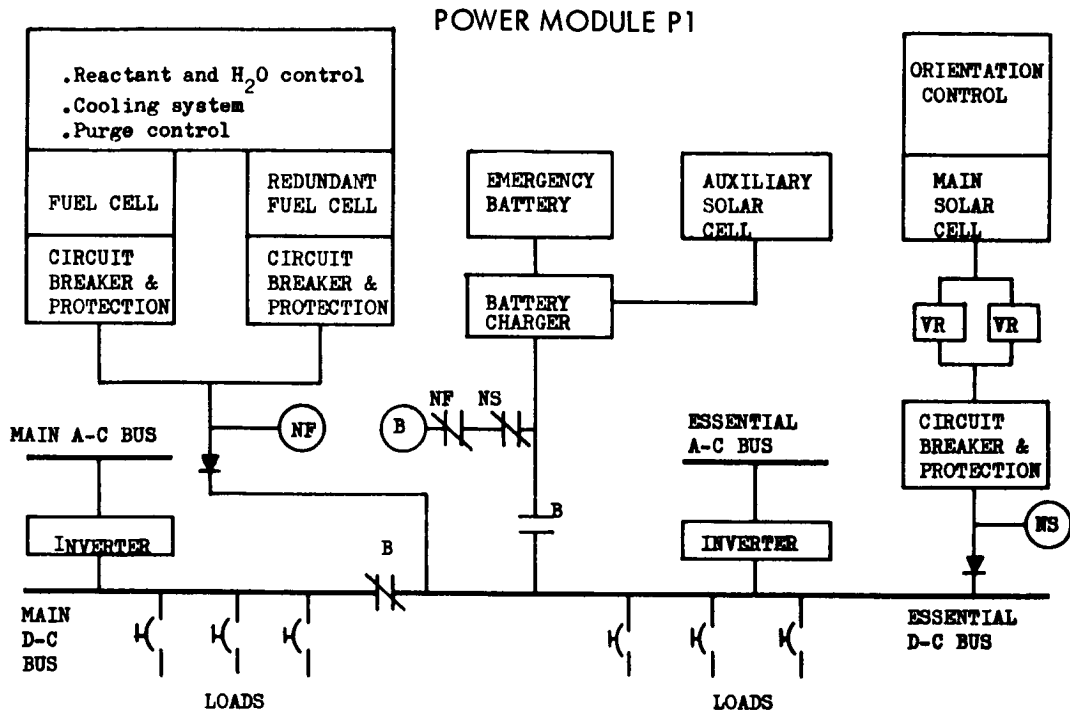 POWER MODULE P1
.Reactant and H2O control
.Cooling system
.Purge control
FUEL CELL
REDUNDANT
FUEL CELL
CIRCUIT
BREAKER &
PROTECTION
CIRCUIT
BREAKER &
PROTECTION
EMERGENCY
BATTERY
AUXILIARY
SOLAR
CELL
BATTERY
CHARGER
ORIENTATION
CONTROL
MAIN
SOLAR
CELL
VR
VR
CIRCUIT
BREAKER &
PROTECTION
NF
B
NF
NS
NS
MAIN A-C BUS
INVERTER
B
B
ESSENTIAL
A-C BUS
INVERTER
MAIN
D-C
BUS
LOADS
LOADS
ESSENTIAL
D-C BUS